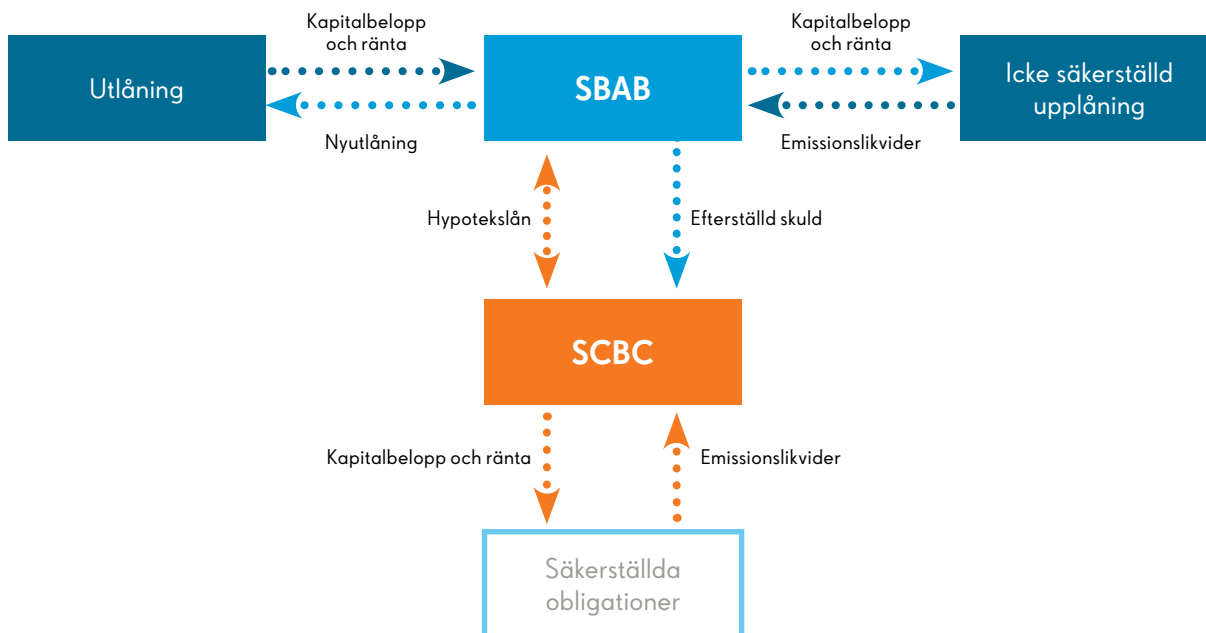 Kapitalbelopp
och ränta
Kapitalbelopp
och ränta
Utlåning
SBAB
Icke säkerställd
upplåning
Nyutlåning
Emissionslikvider
Hypotekslån
Efterställd skuld
SCBC
Kapitalbelopp och ränta
Emissionslikvider
Säkerställda
obligationer